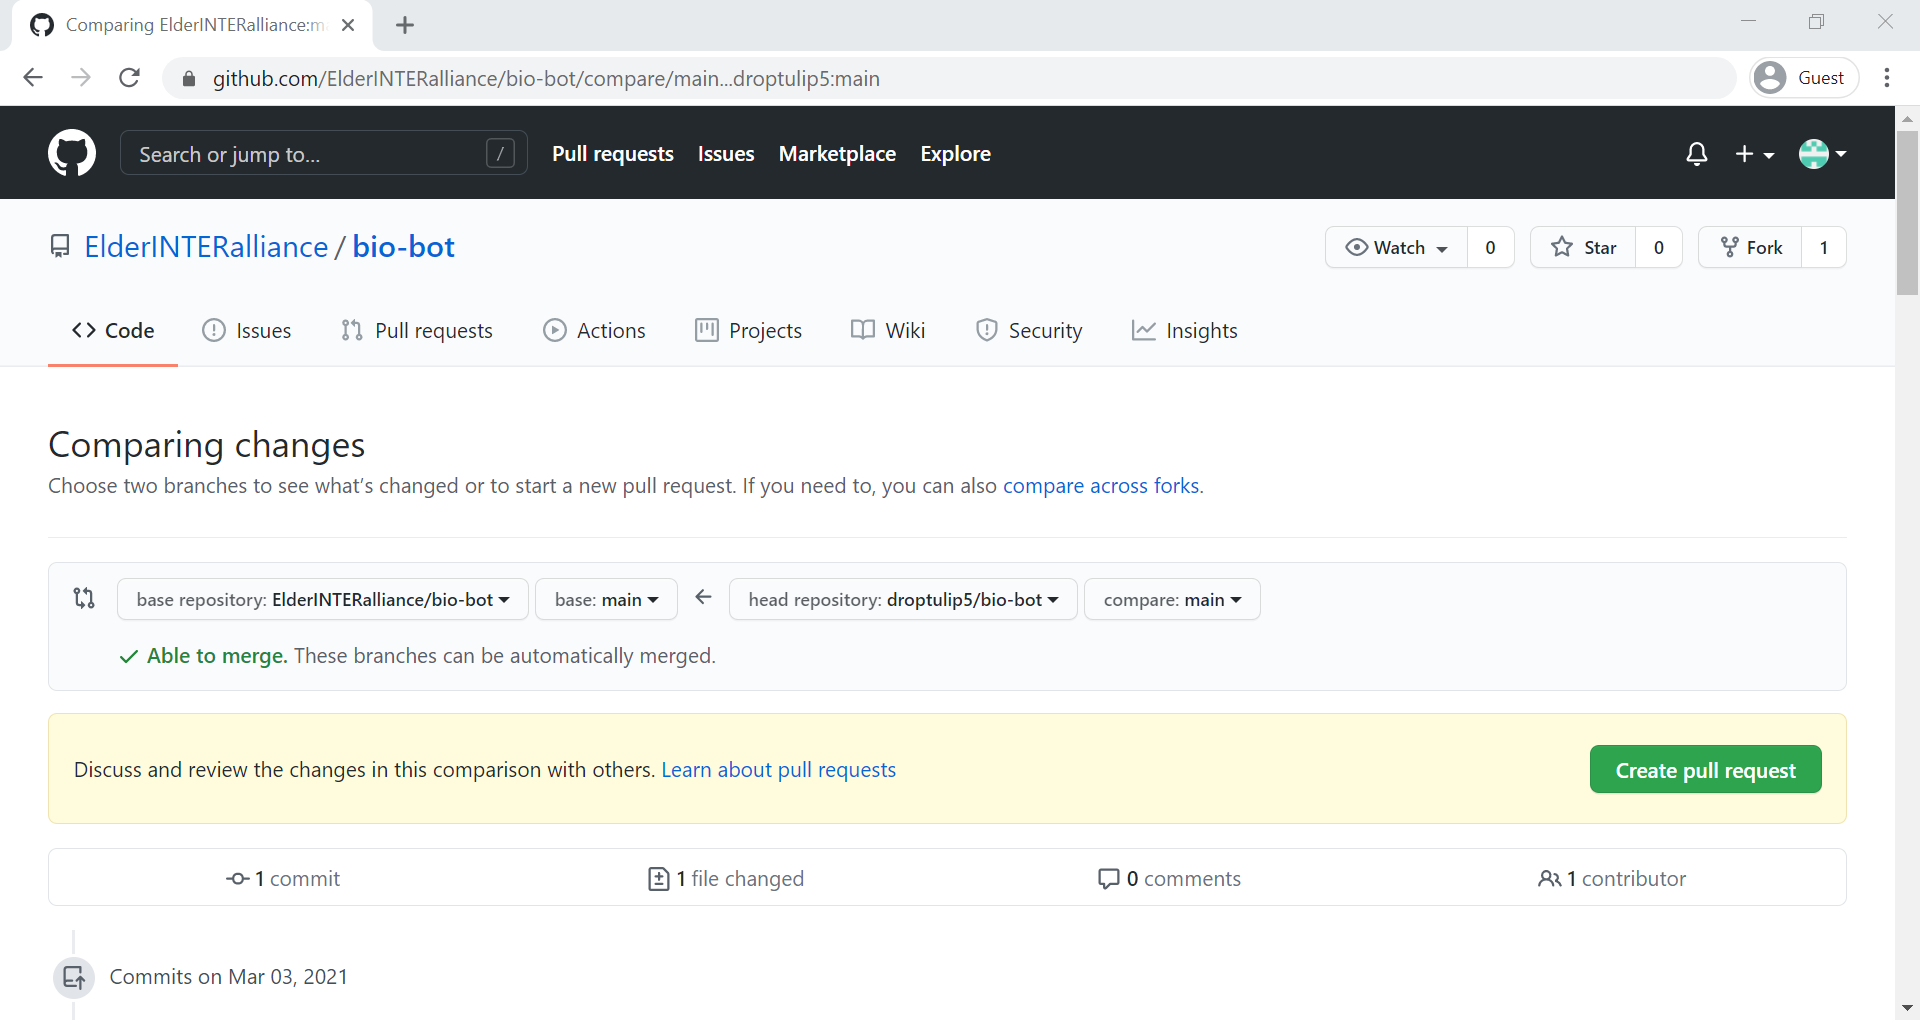 Comparing ElderINTERalliance:m
github.com/ElderINTERalliance/bio-bot/compare/main...droptulip5:main
Guest
Search or jump to...
/
Pull requests
Issues
Marketplace
Explore
ElderINTERalliance / bio-bot
Watch 0
Star 0
Fork 1
Code
Issues
Pull requests
Actions
Projects
Wiki
Security
Insights
Comparing changes
Choose two branches to see what’s changed or to start a new pull request. If you need to, you can also compare across forks.
base repository: ElderINTERalliance/bio-bot
base: main
head repository: droptulip5/bio-bot
compare: main
Able to merge. These branches can be automatically merged.
Discuss and review the changes in this comparison with others. Learn about pull requests
Create pull request
1 commit
1 file changed
0 comments
1 contributor
Commits on Mar 03, 2021